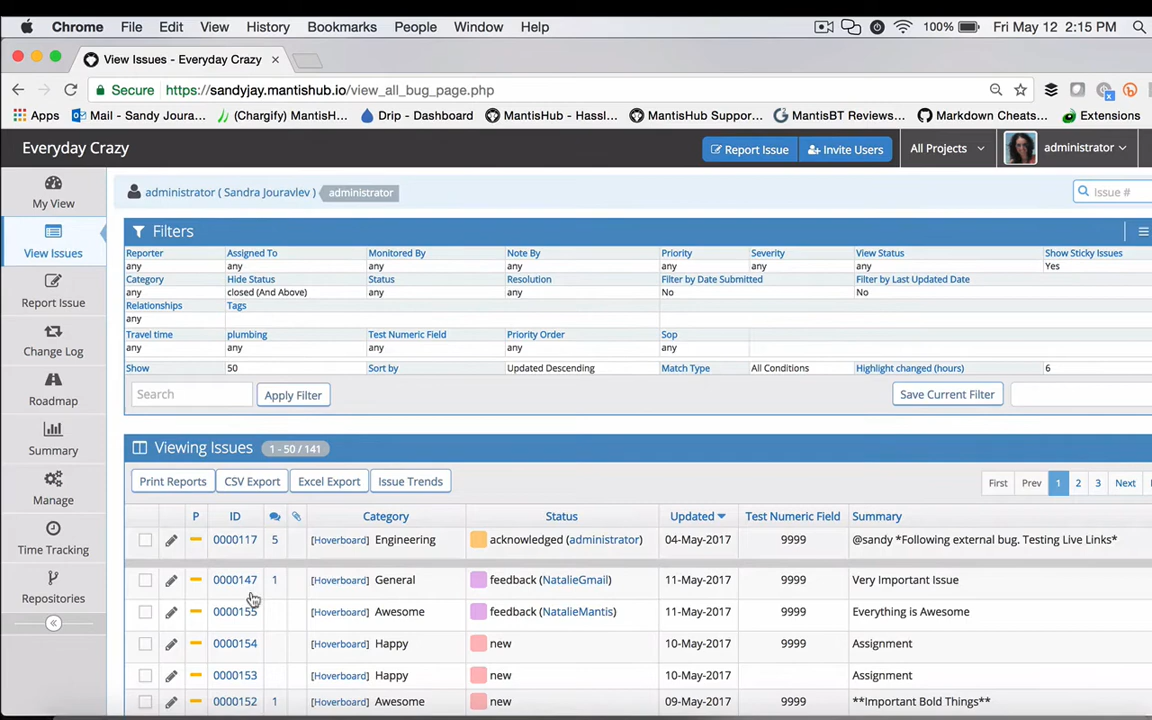 Chrome File Edit View History Bookmarks People Window Help 100% Fri May 12 2:15 PM
View Issues - Everyday Crazy ×
Secure https://sandyjay.mantishub.io/view_all_bug_page.php
Apps Mail - Sandy Joura... (Chargify) MantisH... Drip - Dashboard MantisHub - Hassl... MantisHub Suppor... MantisBT Reviews... Markdown Cheats... Extensions
Everyday Crazy Report Issue Invite Users All Projects administrator
My View
View Issues
Report Issue
Change Log
Roadmap
Summary
Manage
Time Tracking
Repositories
administrator ( Sandra Jouravlev ) administrator Issue #
Filters
Reporter Assigned To Monitored By Note By Priority Severity View Status Show Sticky Issues
any any any any any any any Yes
Category Hide Status Status Resolution Filter by Date Submitted Filter by Last Updated Date
any closed (And Above) any any No No
Relationships Tags
any
Travel time plumbing Test Numeric Field Priority Order Sop
any any any any any
Show 50 Sort by Updated Descending Match Type All Conditions Highlight changed (hours) 6
Search Apply Filter Save Current Filter
Viewing Issues 1 - 50 / 141
Print Reports CSV Export Excel Export Issue Trends First Prev 1 2 3 Next
P ID Category Status Updated Test Numeric Field Summary
0000117 5 [Hoverboard] Engineering acknowledged (administrator) 04-May-2017 9999 @sandy *Following external bug. Testing Live Links*
0000147 1 [Hoverboard] General feedback (NatalieGmail) 11-May-2017 9999 Very Important Issue
0000155 [Hoverboard] Awesome feedback (NatalieMantis) 11-May-2017 9999 Everything is Awesome
0000154 [Hoverboard] Happy new 10-May-2017 9999 Assignment
0000153 [Hoverboard] Happy new 10-May-2017 9999 Assignment
0000152 1 [Hoverboard] Awesome new 09-May-2017 9999 **Important Bold Things**